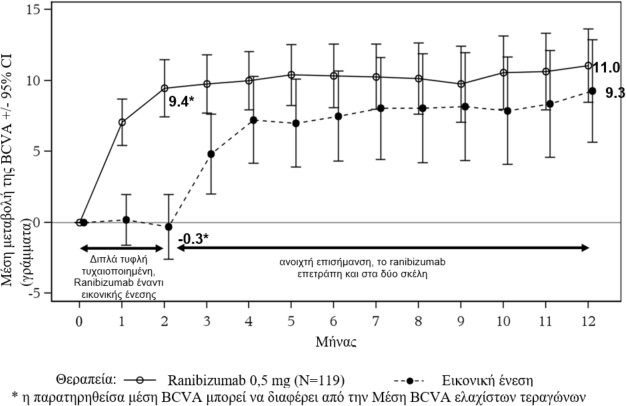 Μέση μεταβολή της BCVA +/- 95% CI
(γράμματα)
15
10
5
0
-5
11.0
9.3
9.4*
-0.3*
Διπλά τυφλή
τυχαιοποιημένη,
Ranibizumab έναντι
εικονικής ένεσης
ανοιχτή επισήμανση, το ranibizumab
επετράπη και στα δύο σκέλη
0 1 2 3 4 5 6 7 8 9 10 11 12
Μήνας
Θεραπεία: Ranibizumab 0,5 mg (N=119) Εικονική ένεση
* η παρατηρηθείσα μέση BCVA μπορεί να διαφέρει από την Μέση BCVA ελαχίστων τεραγώνων